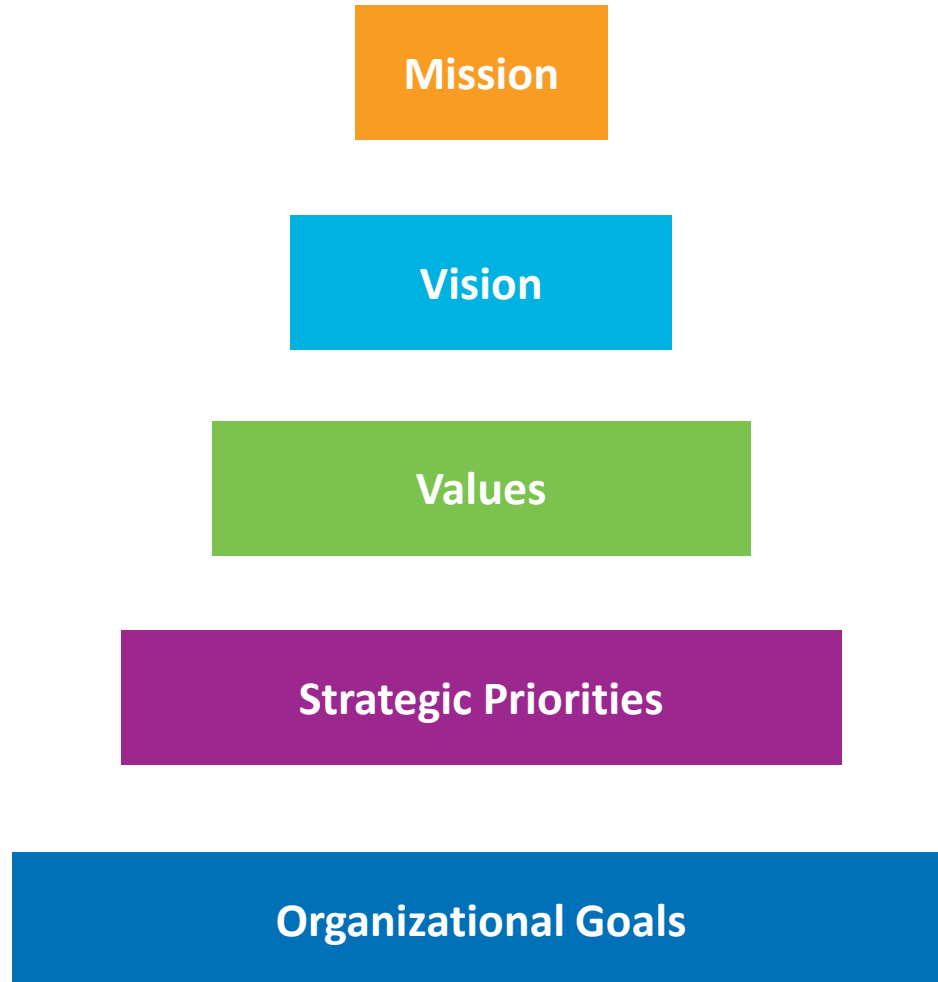 Mission
Vision
Values
Strategic Priorities
Organizational Goals